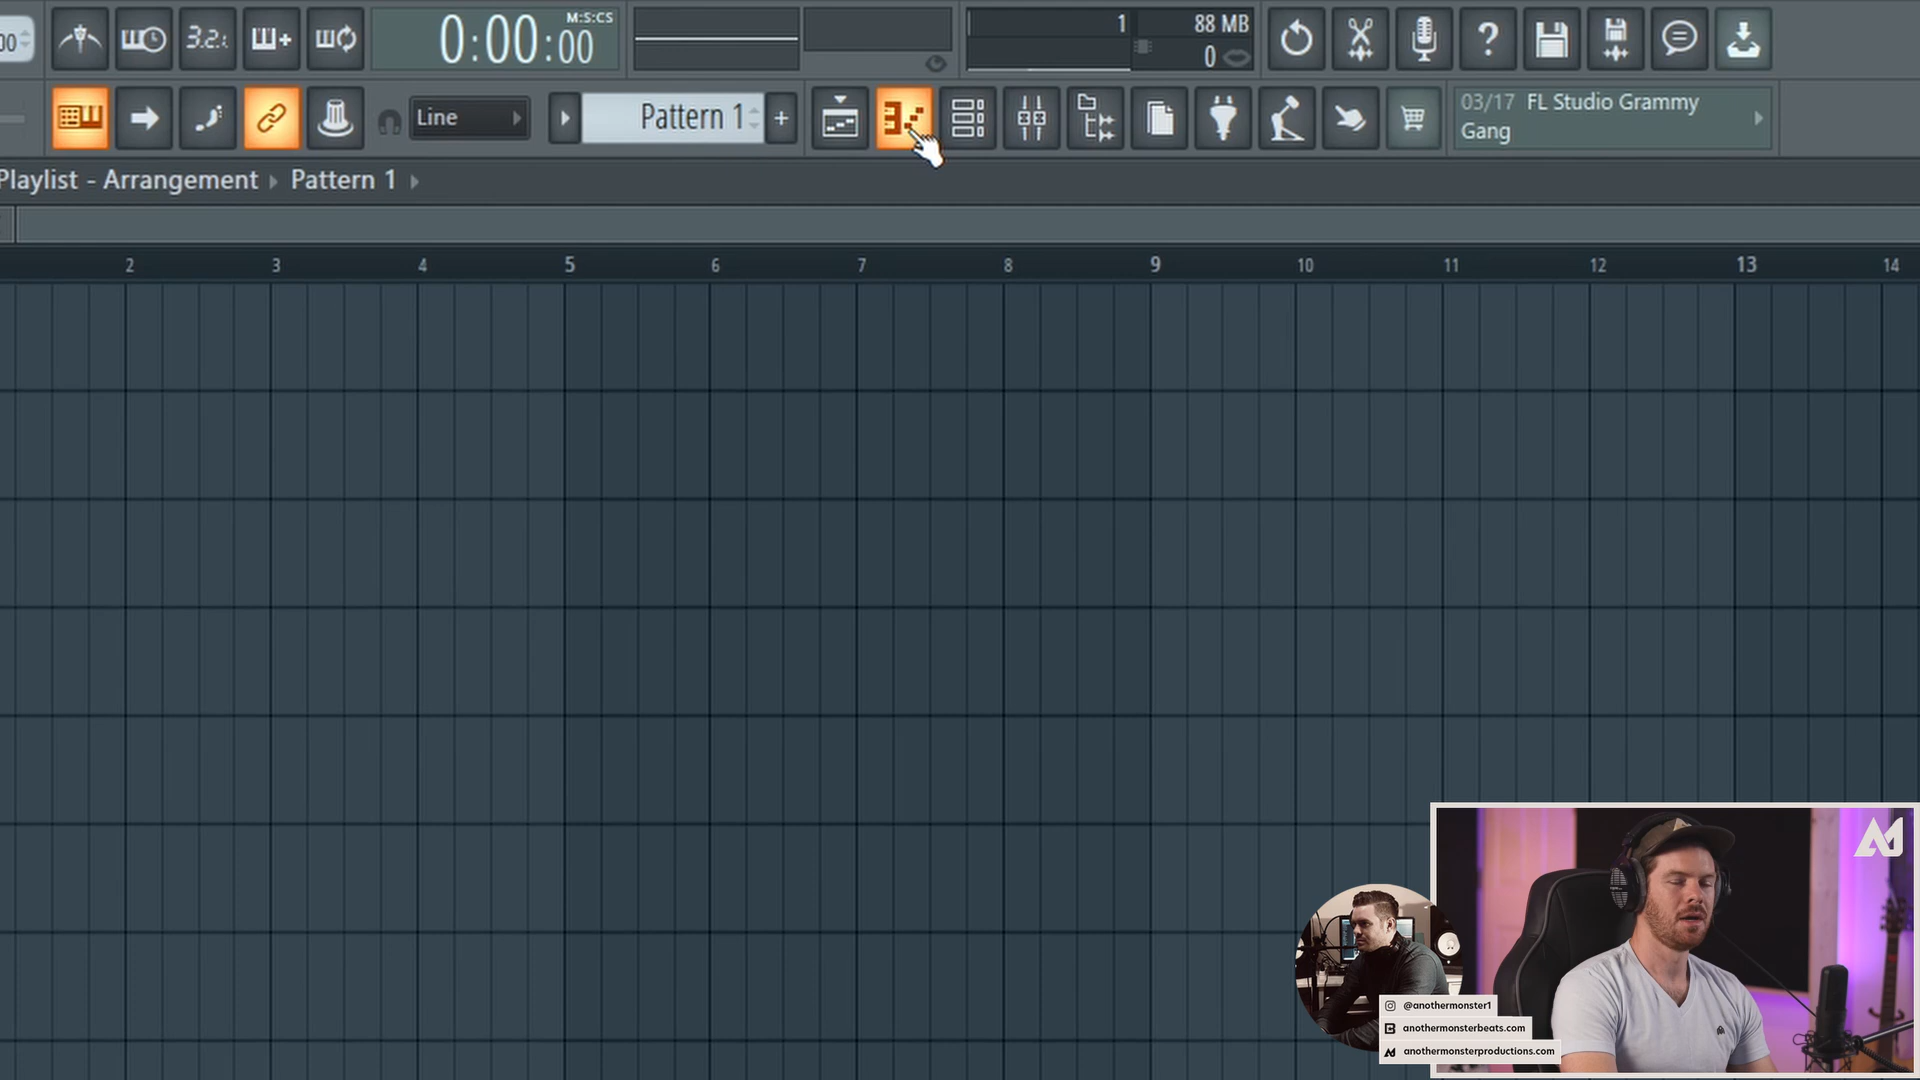 00
3.2.
0:00:00
M:S:CS
1
88 MB
0
Line
Pattern 1
+
03/17 FL Studio Grammy
Gang
Playlist - Arrangement ▸ Pattern 1 ▸
2 3 4 5 6 7 8 9 10 11 12 13 14
@anothermonster1
anothermonsterbeats.com
anothermonsterproductions.com